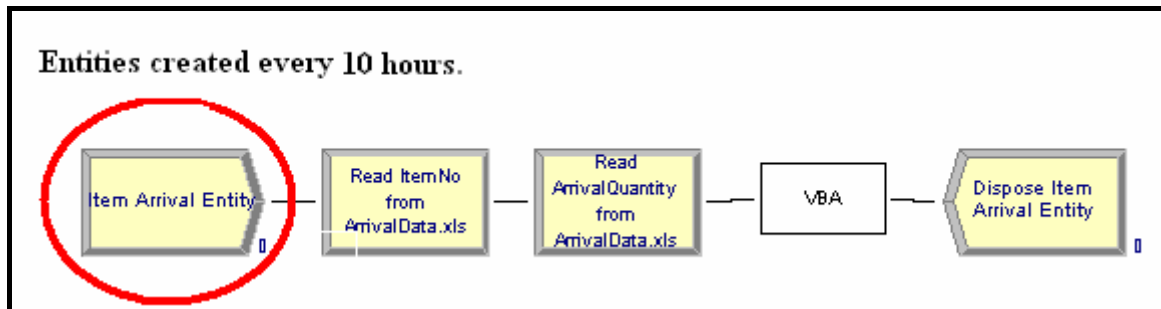 Entities created every 10 hours.
Item Arrival Entity
0
Read ItemNo
from
ArrivalData.xls
Read
ArrivalQuantity
from
ArrivalData.xls
VBA
Dispose Item
Arrival Entity
0